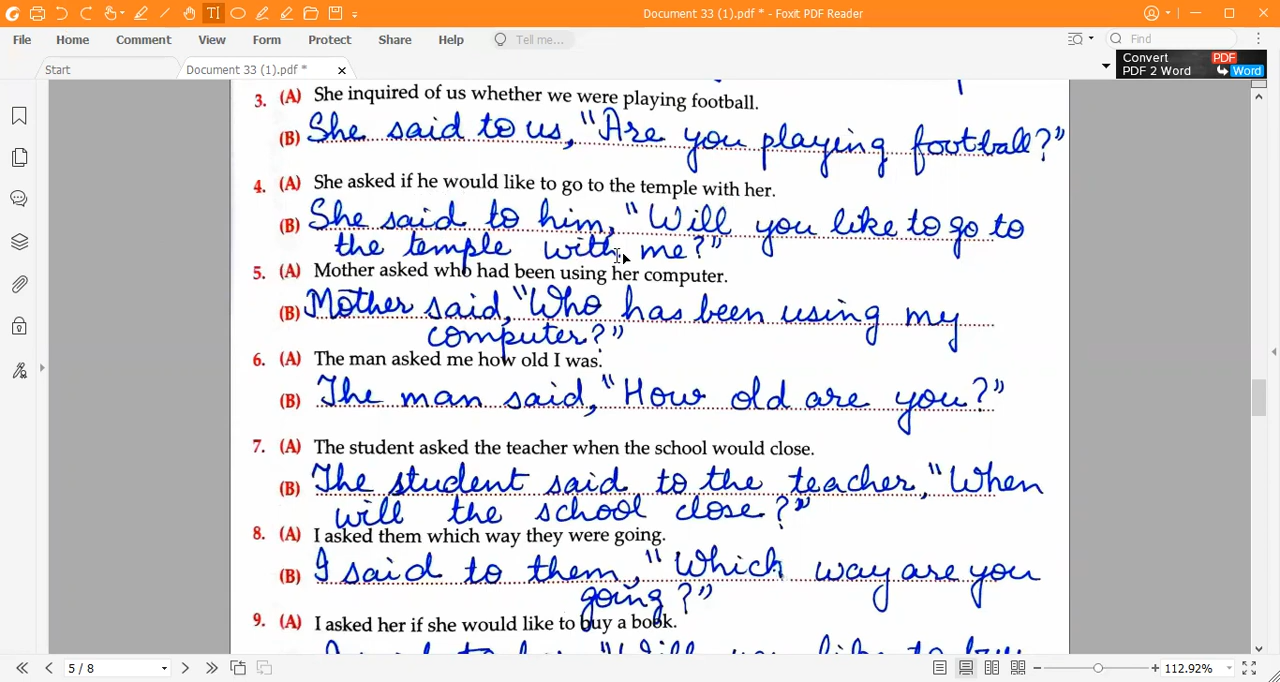 Document 33 (1).pdf * - Foxit PDF Reader
File Home Comment View Form Protect Share Help Tell me... Find
Start Document 33 (1).pdf * Convert PDF
PDF 2 Word Word
3. (A) She inquired of us whether we were playing football.
(B) She said to us, "Are you playing football?"
4. (A) She asked if he would like to go to the temple with her.
(B) She said to him, "Will you like to go to
the temple with me?"
5. (A) Mother asked who had been using her computer.
(B) Mother said, "Who has been using my
computer?"
6. (A) The man asked me how old I was.
(B) The man said, "How old are you?"
7. (A) The student asked the teacher when the school would close.
(B) The student said to the teacher, "When
will the school close?"
8. (A) I asked them which way they were going.
(B) I said to them, "Which way are you
going?"
9. (A) I asked her if she would like to buy a book.
"Will you like to buy
5 / 8 112.92%